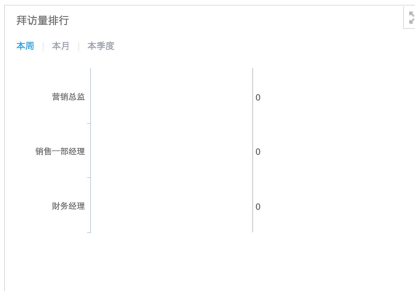 拜访量排行
本周 | 本月 | 本季度
营销总监 0
销售一部经理 0
财务经理 0